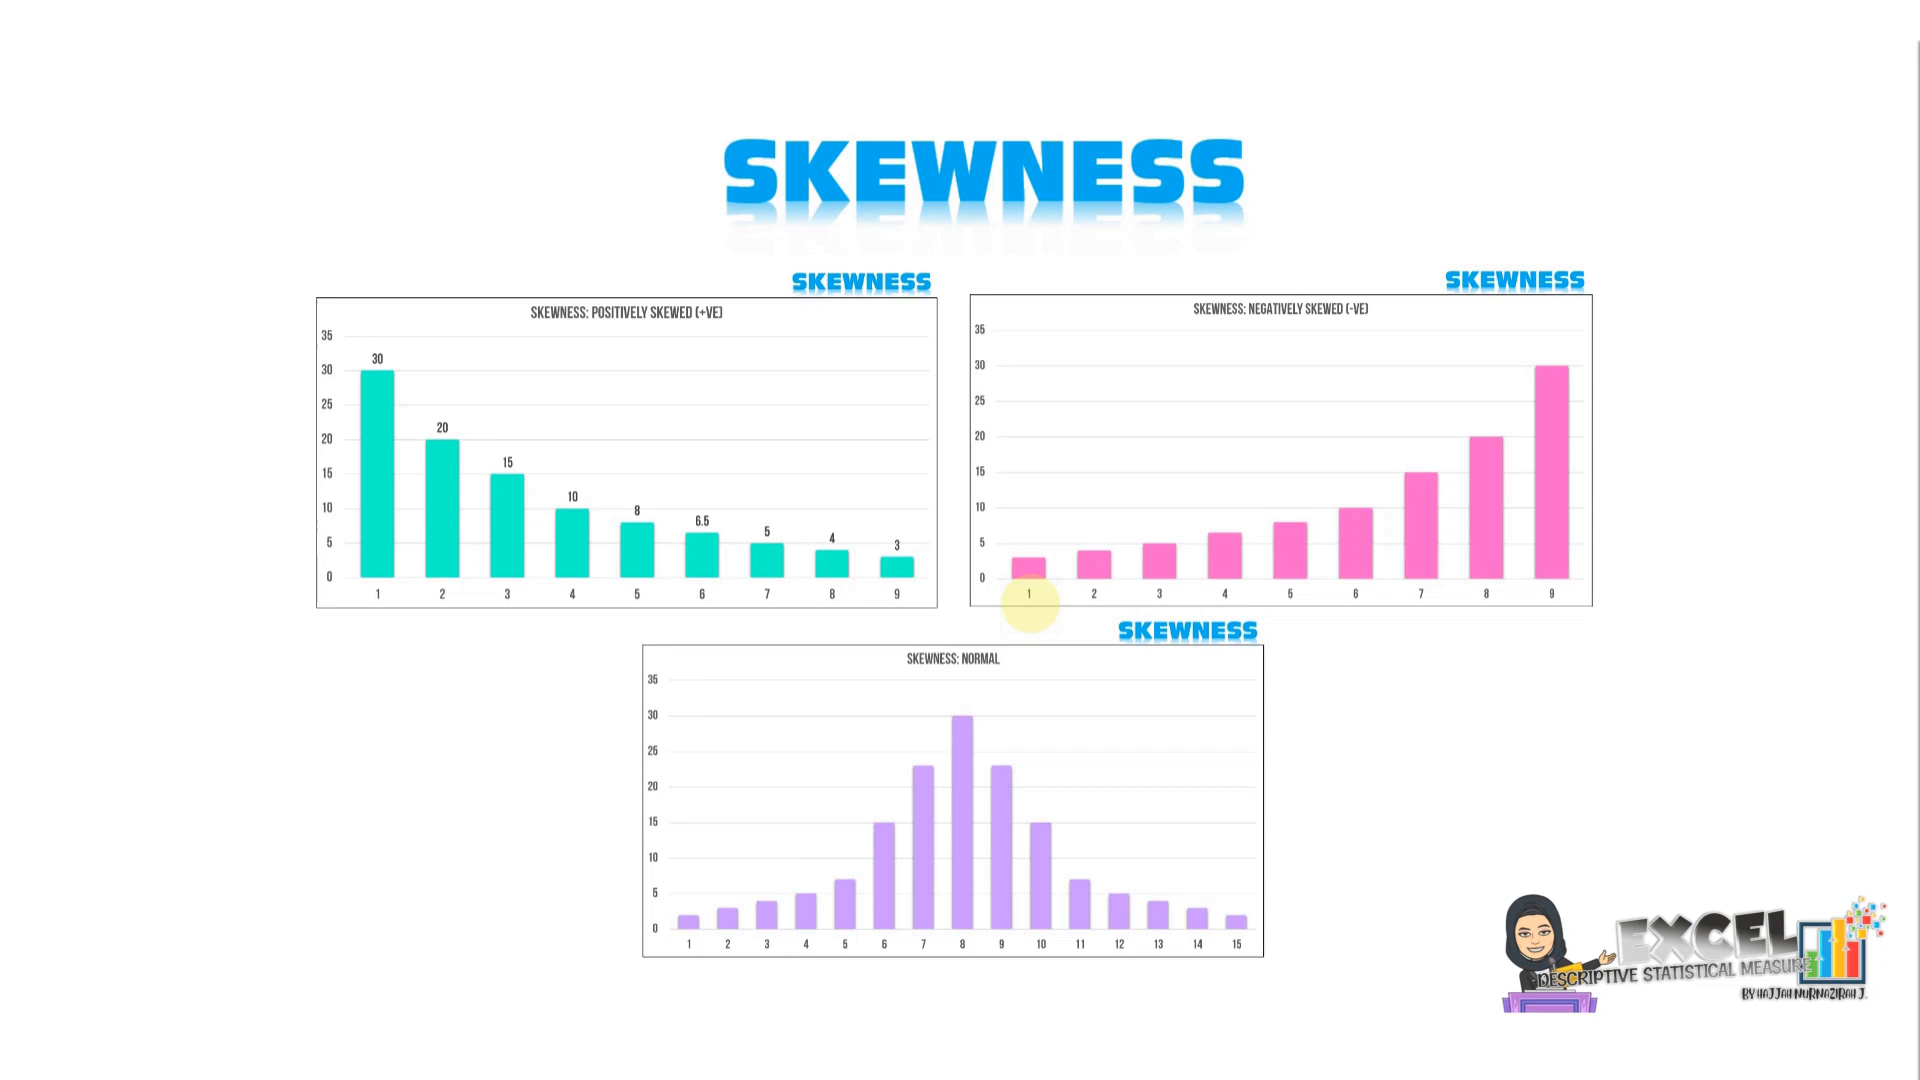 SKEWNESS
SKEWNESS
SKEWNESS: POSITIVELY SKEWED (+VE)
35
30
25
20
15
10
5
0
30
20
15
10
8
6.5
5
4
3
1 2 3 4 5 6 7 8 9
SKEWNESS
SKEWNESS: NEGATIVELY SKEWED (-VE)
35
30
25
20
15
10
5
0
1 2 3 4 5 6 7 8 9
SKEWNESS
SKEWNESS: NORMAL
35
30
25
20
15
10
5
0
1 2 3 4 5 6 7 8 9 10 11 12 13 14 15
EXCEL
DESCRIPTIVE STATISTICAL MEASURE
BY HAJJAH NURNAZIRAH J.